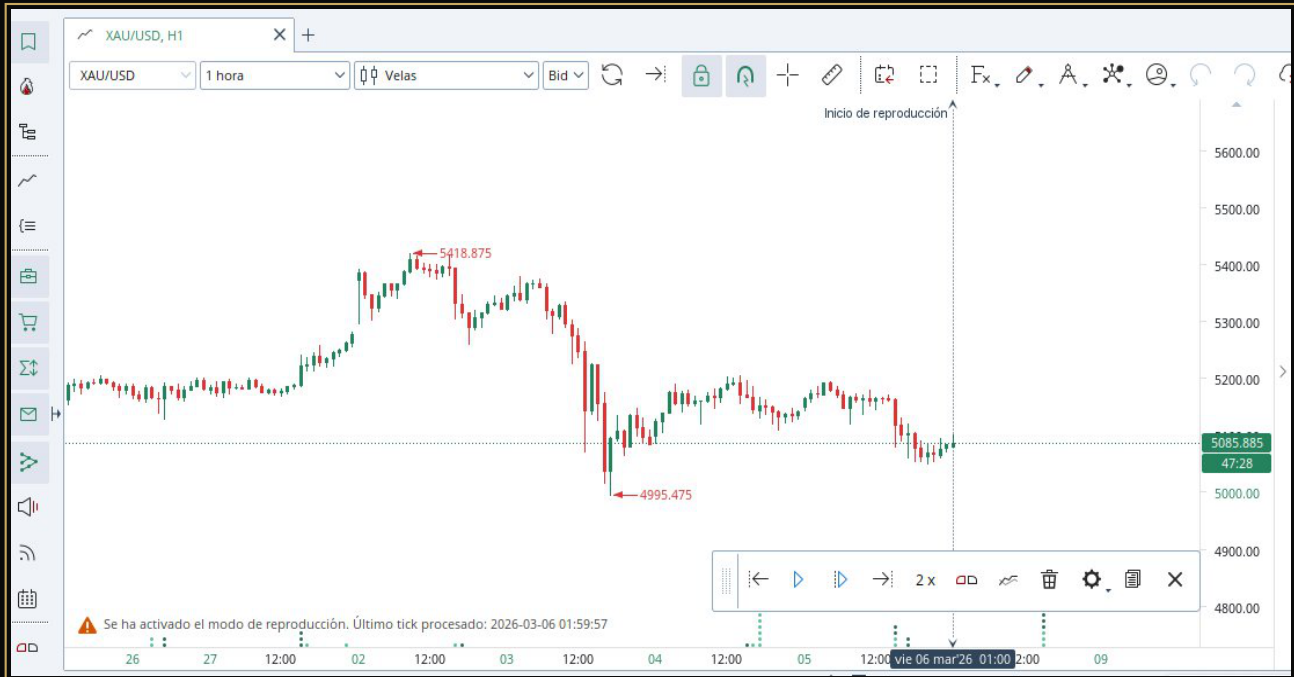 XAU/USD, H1
XAU/USD
1 hora
Velas
Bid
Fx
Inicio de reproducción
5600.00
5500.00
5418.875
5400.00
5300.00
5200.00
5085.885
47:28
5000.00
4995.475
4900.00
2 x
4800.00
Se ha activado el modo de reproducción. Último tick procesado: 2026-03-06 01:59:57
26 27 12:00 02 12:00 03 12:00 04 12:00 05 12:00 vie 06 mar'26 01:00 2:00 09